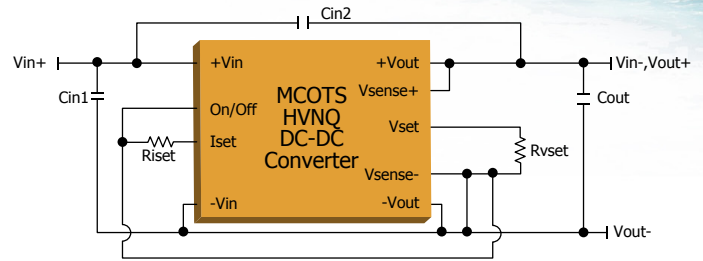 Cin2
Vin+
+Vin
+Vout
Vin-,Vout+
Cin1
MCOTS
HVNQ
DC-DC
Converter
Vsense+
Cout
On/Off
Iset
Vset
Riset
Rvset
Vsense-
-Vin
-Vout
Vout-